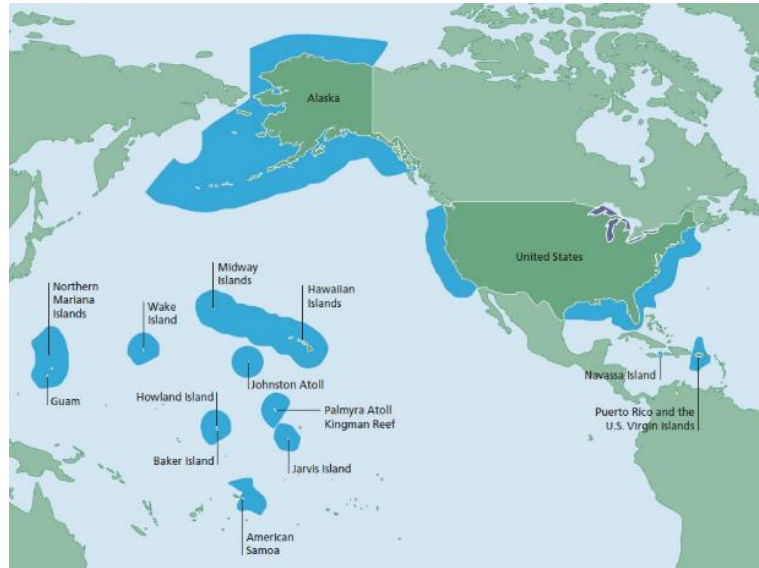 Alaska
United States
Midway
Islands
Hawaiian
Islands
Northern
Mariana
Islands
Wake
Island
Guam
Johnston Atoll
Howland Island
Palmyra Atoll
Kingman Reef
Baker Island
Jarvis Island
American
Samoa
Navassa Island
Puerto Rico and the
U.S. Virgin Islands